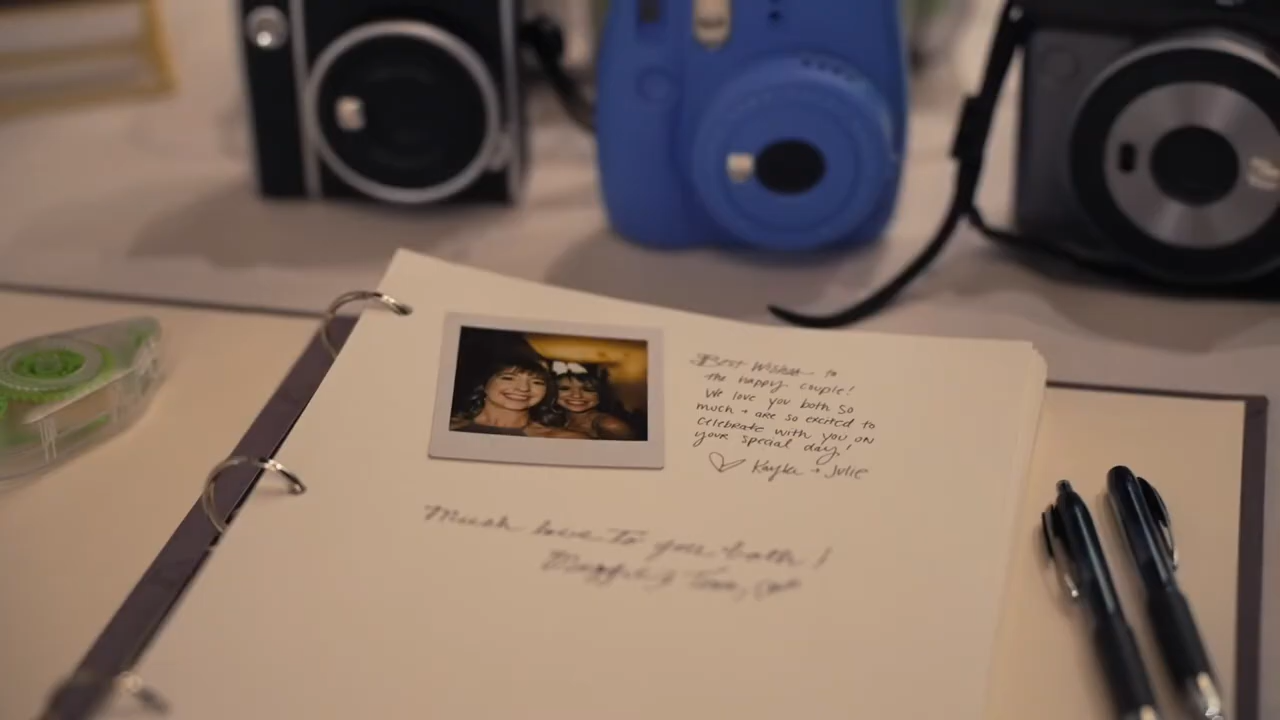 Best Wishes to
the happy couple!
We love you both so
much + are so excited to
celebrate with you on
your special day!
♡ Kayla + Julie
Much love to you both!